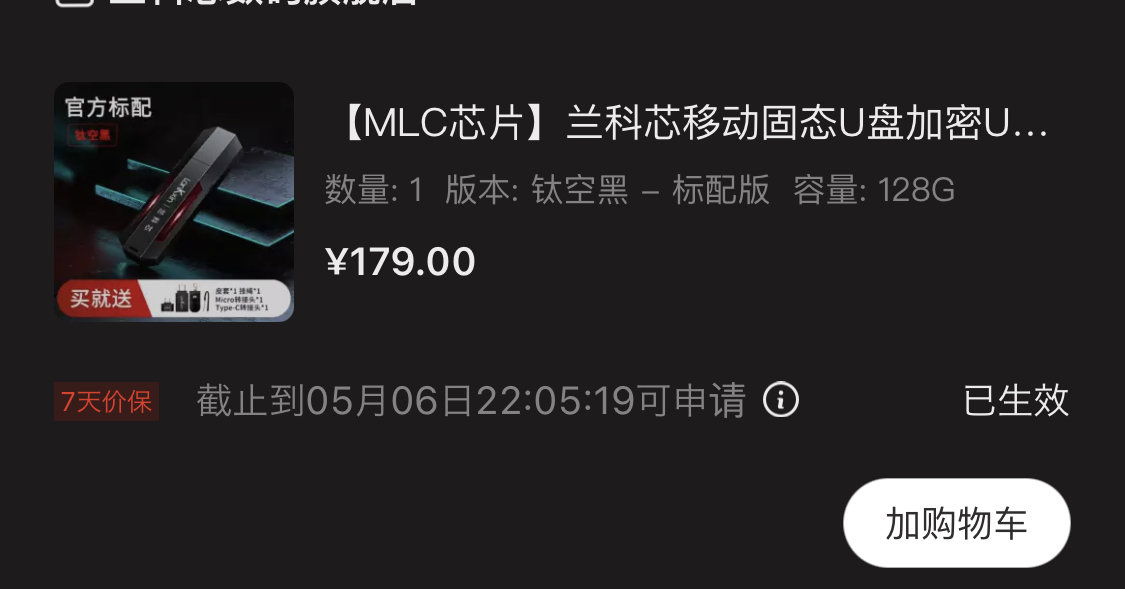 官方标配
钛空黑
买就送
皮套*1 挂绳*1
Micro转接头*1
Type-C转接头*1
【MLC芯片】兰科芯移动固态U盘加密U...
数量: 1 版本: 钛空黑 – 标配版 容量: 128G
¥179.00
7天价保 截止到05月06日22:05:19可申请 已生效
加购物车